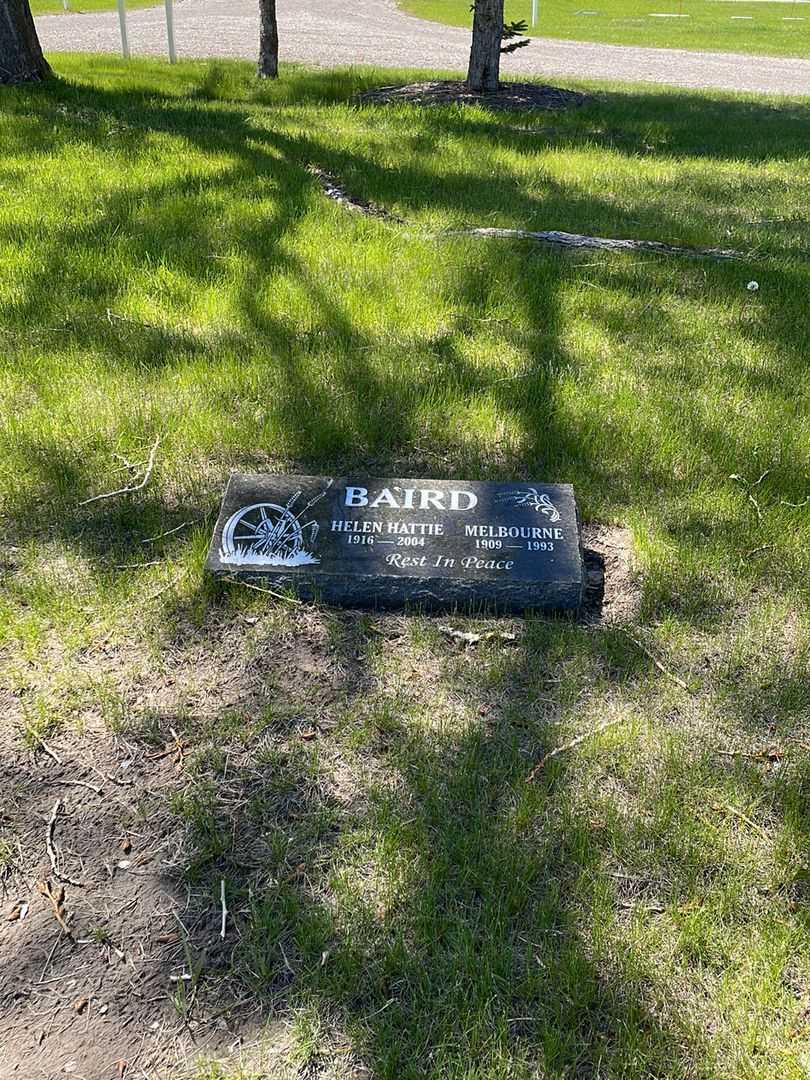 BAIRD
HELEN HATTIE MELBOURNE
1916 — 2004 1909 — 1993
Rest In Peace